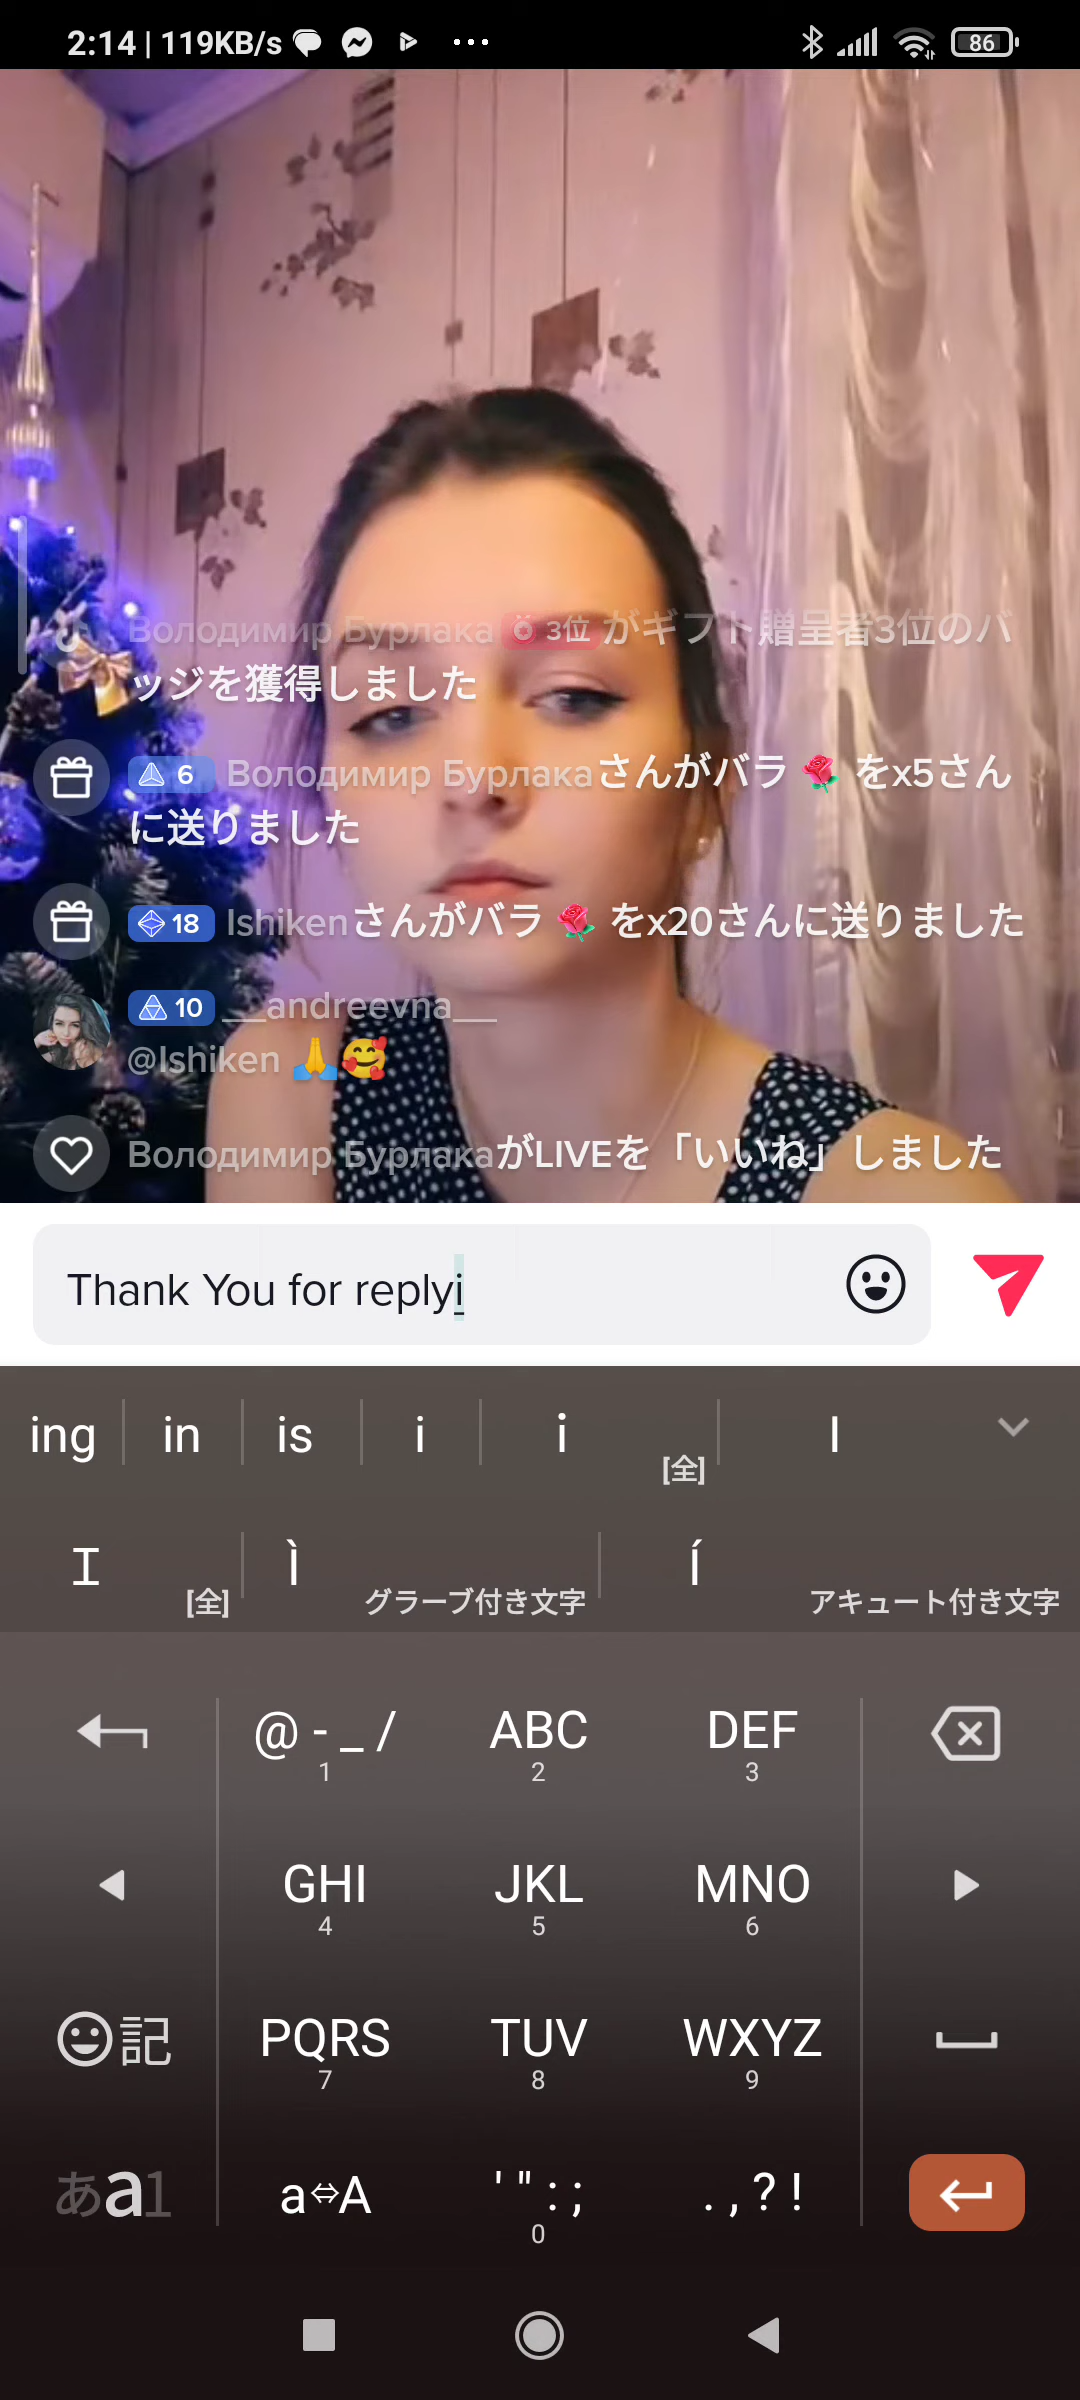 2:14 | 119KB/s
86
Володимир Бурлака 3位 がギフト贈呈者3位のバ
ッジを獲得しました
6 Володимир Бурлакаさんがバラ 🌹 をx5さん
に送りました
18 Ishikenさんがバラ 🌹 をx20さんに送りました
10 __andreevna__
@Ishiken 🙏🥰
Володимир БурлакаがLIVEを「いいね」しました
Thank You for replyi
ing in is i i [全] I
I [全] Ì グラーブ付き文字 Í アキュート付き文字
@ - _ / ABC DEF
1 2 3
GHI JKL MNO
4 5 6
記 PQRS TUV WXYZ
7 8 9
あa1 a⇔A ' " : ; . , ? !
0